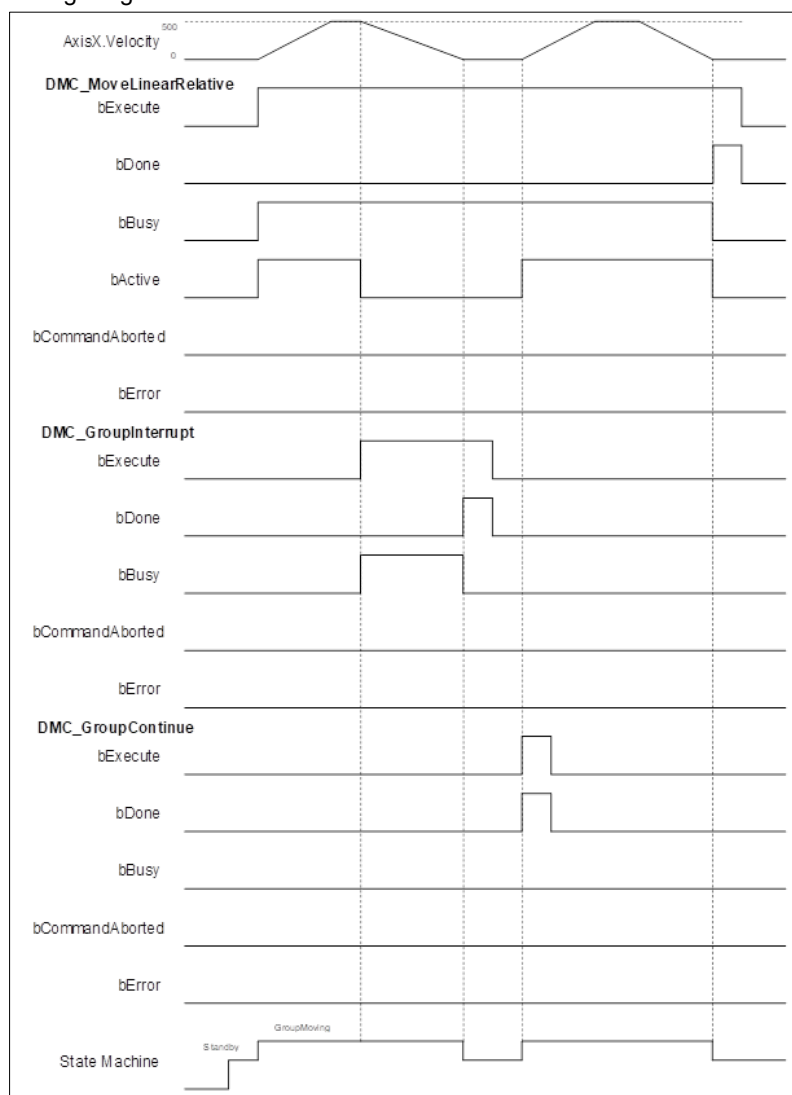 500
AxisX.Velocity
0
DMC_MoveLinearRelative
bExecute
bDone
bBusy
bActive
bCommandAborted
bError
DMC_GroupInterrupt
bExecute
bDone
bBusy
bCommandAborted
bError
DMC_GroupContinue
bExecute
bDone
bBusy
bCommandAborted
bError
GroupMoving
Standby
State Machine